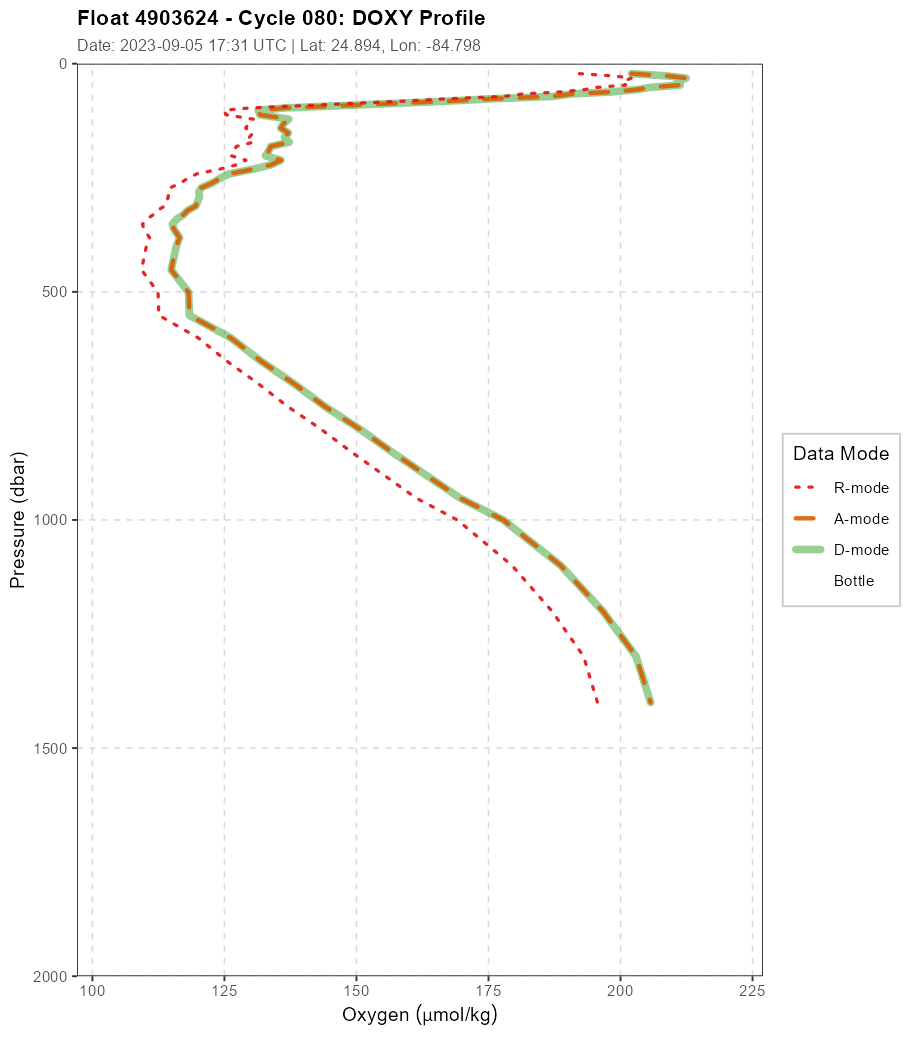 Float 4903624 - Cycle 080: DOXY Profile
Date: 2023-09-05 17:31 UTC | Lat: 24.894, Lon: -84.798
0
500
1000
1500
2000
Pressure (dbar)
100 125 150 175 200 225
Oxygen (μmol/kg)
Data Mode
R-mode
A-mode
D-mode
Bottle